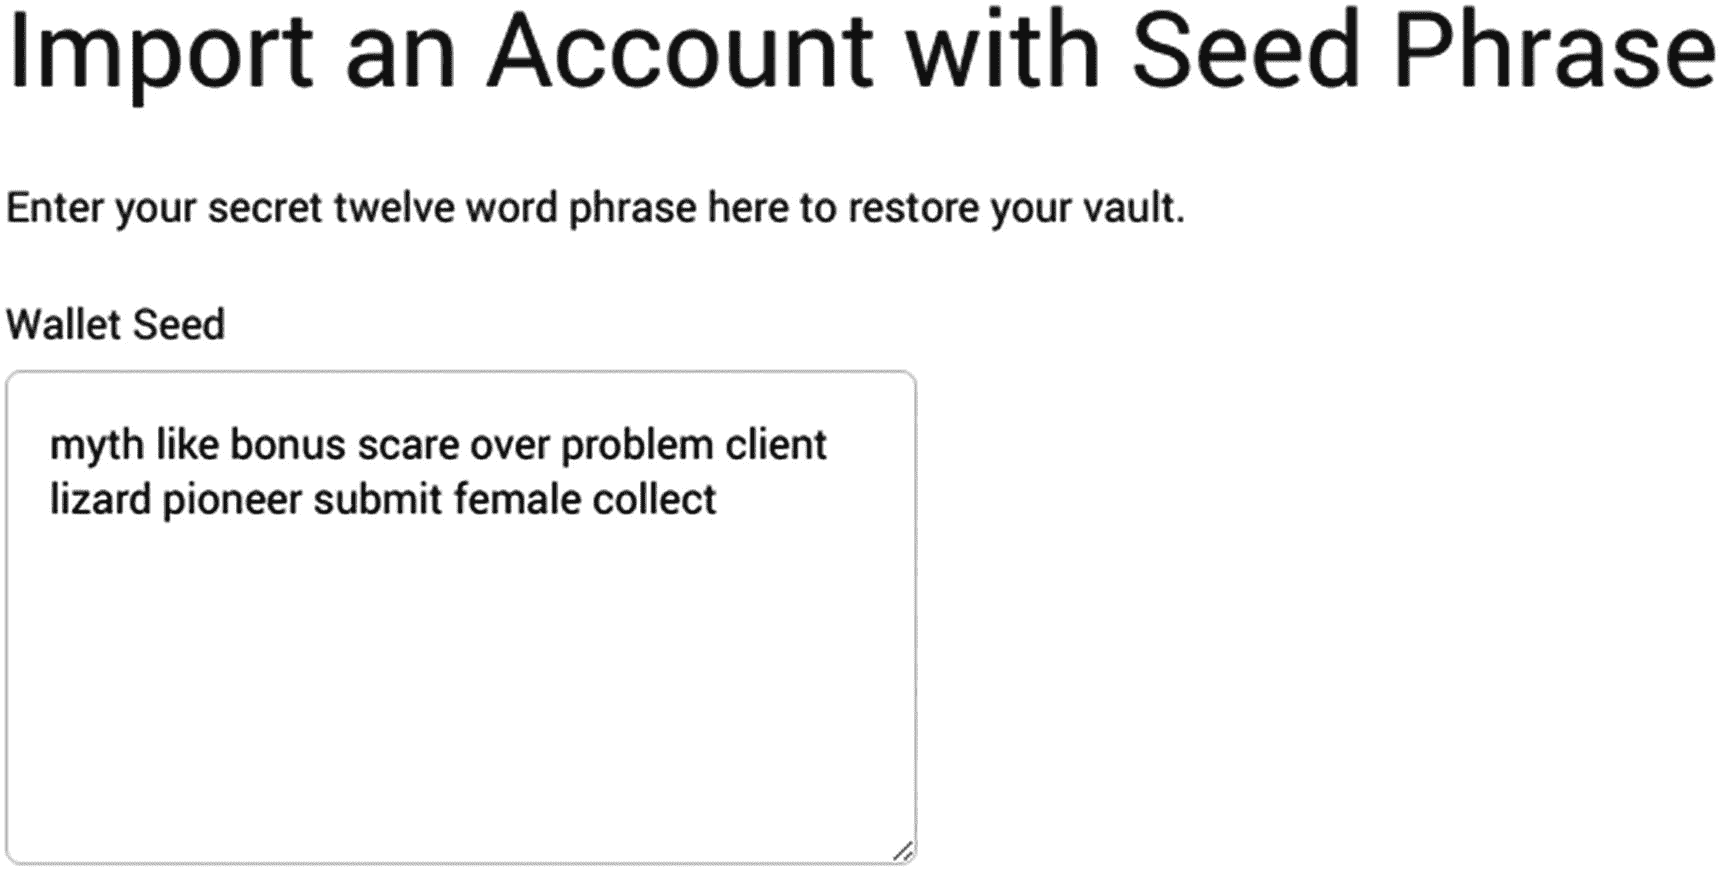 Import an Account with Seed Phrase
Enter your secret twelve word phrase here to restore your vault.
Wallet Seed
myth like bonus scare over problem client
lizard pioneer submit female collect